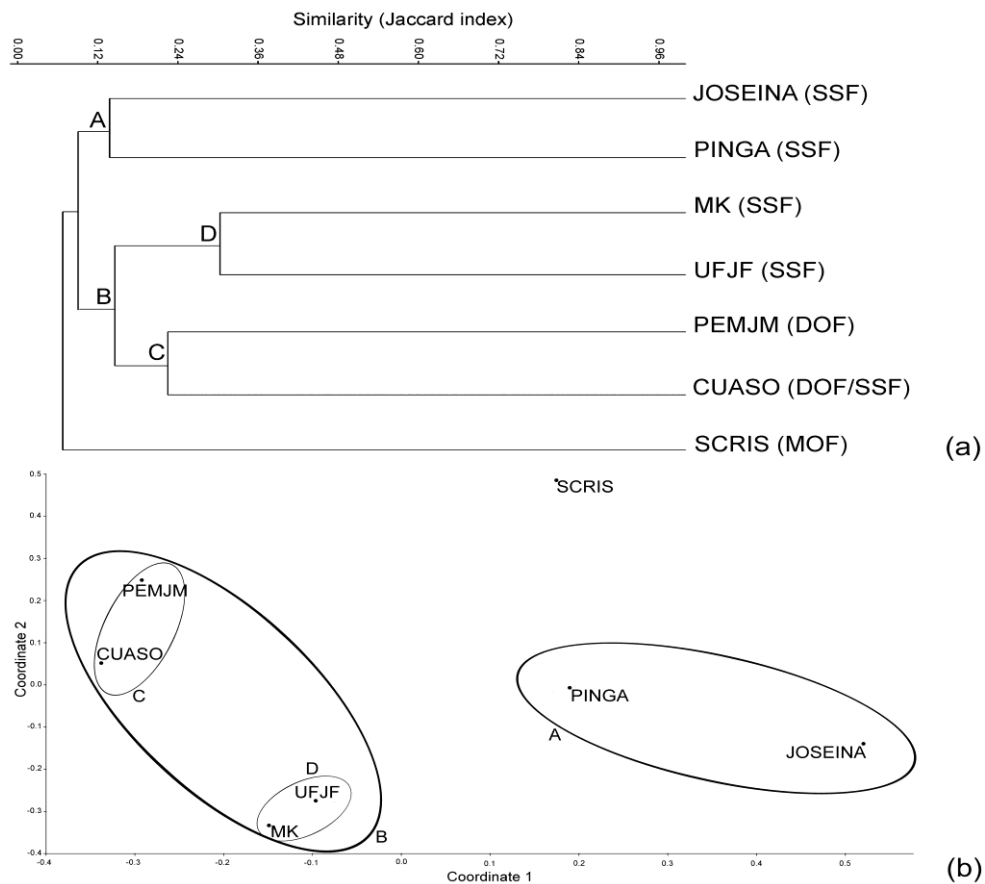 Similarity (Jaccard index)
0.00 0.12 0.24 0.36 0.48 0.60 0.72 0.84 0.96
JOSEINA (SSF)
A
PINGA (SSF)
MK (SSF)
D
UFJF (SSF)
B
PEMJM (DOF)
C
CUASO (DOF/SSF)
SCRIS (MOF)
(a)
0.5
SCRIS
0.4
0.3
PEMJM
0.2
Coordinate 2
0.1
CUASO
0.0
C
PINGA
A
-0.1
JOSEINA
-0.2
D
UFJF
-0.3
MK
B
-0.4
-0.4 -0.3 -0.2 -0.1 0.0 0.1 0.2 0.3 0.4 0.5
Coordinate 1
(b)